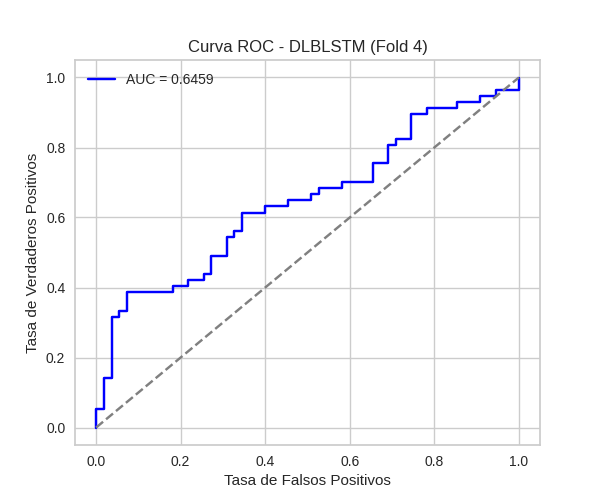 Curva ROC - DLBLSTM (Fold 4)
AUC = 0.6459
Tasa de Verdaderos Positivos
1.0
0.8
0.6
0.4
0.2
0.0
0.0 0.2 0.4 0.6 0.8 1.0
Tasa de Falsos Positivos